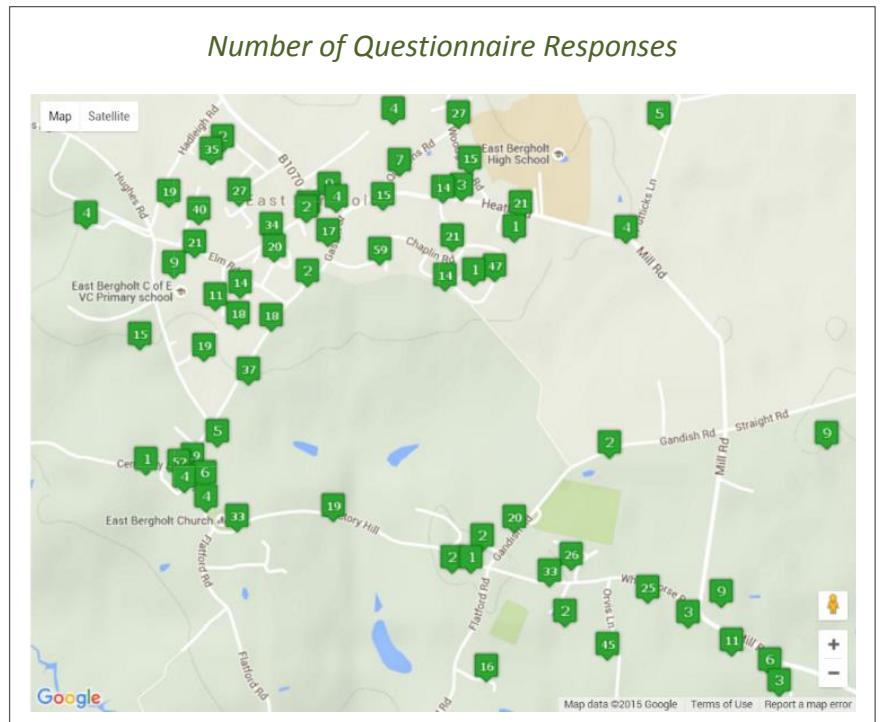 Number of Questionnaire Responses
Map Satellite
4
27
5
Hadleigh Rd
2
35
B1070
7
15
East Bergholt
High School
Hughes Rd
19
27
4
15
14
3
40
2
21
4
34
17
Heath
1
4
21
20
59
Chaplin Rd
21
Mill Rd
9
Elm Rd
2
14
1
47
East Bergholt C of E
VC Primary school
14
11
18
18
15
19
37
5
2
Gandish Rd
Straight Rd
9
Mill Rd
1
52
9
4
6
4
East Bergholt Church
33
19
Hill
20
2
Gandish Rd
2
1
26
33
Flatford Rd
Flatford Rd
25
9
2
3
Orvis Ln
45
11
Mill
6
16
3
Flatford Rd
+
−
Google
Map data ©2015 Google Terms of Use Report a map error